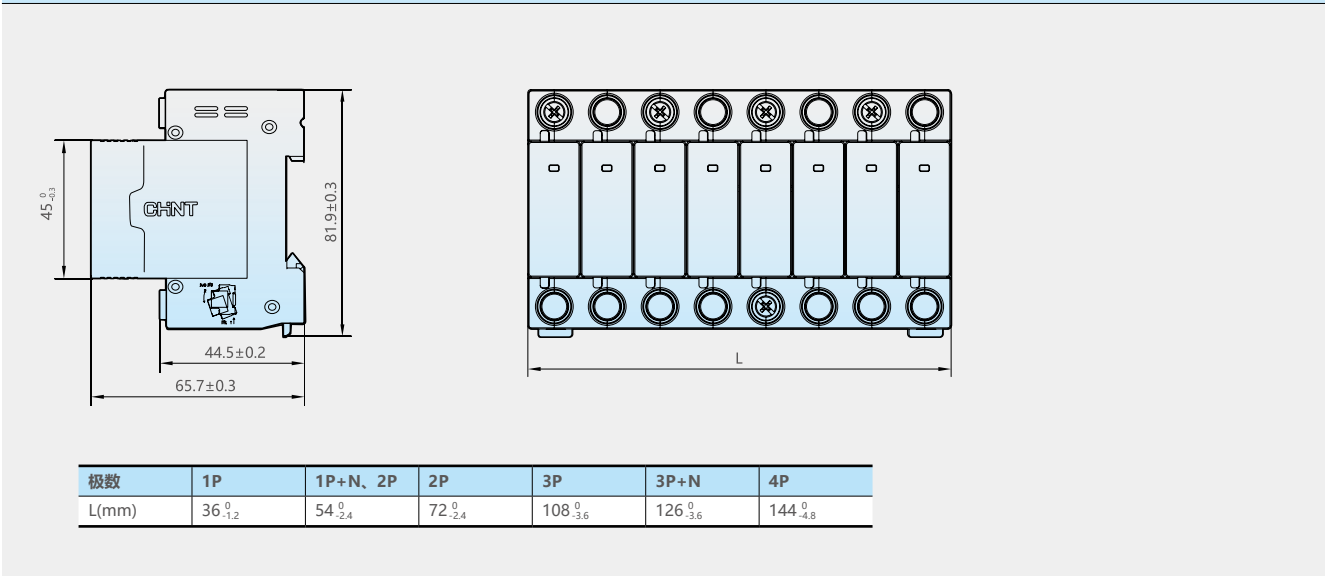 CHNT
45 0 -0.3
81.9±0.3
44.5±0.2
65.7±0.3
L
极数 1P 1P+N、2P 2P 3P 3P+N 4P
L(mm) 36 0 -1.2 54 0 -2.4 72 0 -2.4 108 0 -3.6 126 0 -3.6 144 0 -4.8